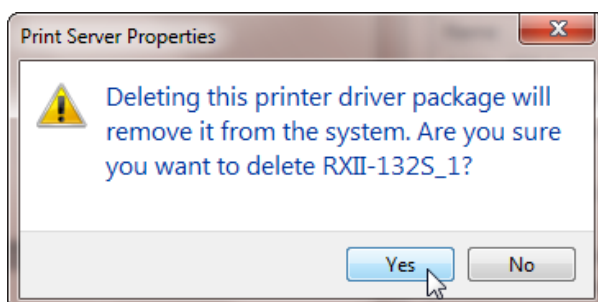 Print Server Properties
Deleting this printer driver package will
remove it from the system. Are you sure
you want to delete RXII-132S_1?
Yes
No